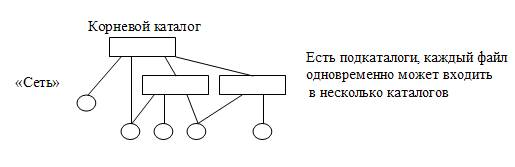 Корневой каталог
«Сеть»
Есть подкаталоги, каждый файл
одновременно может входить
в несколько каталогов